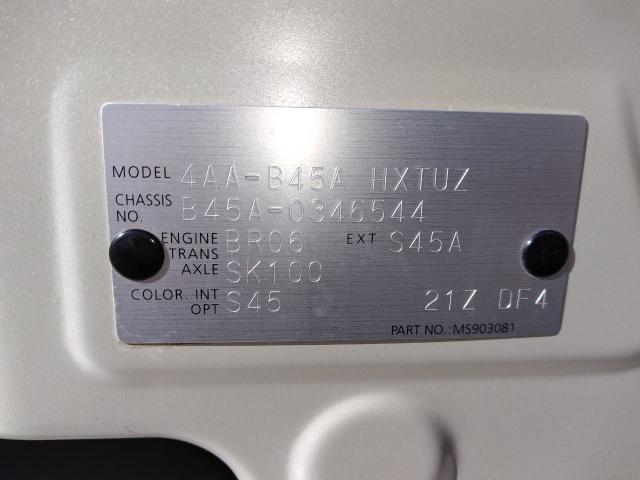 MODEL 4AA-B45A HXTUZ
CHASSIS NO. B45A-0346544
ENGINE BR06 EXT S45A
TRANS AXLE SK100
COLOR. INT OPT S45 21Z DF4
PART NO.:MS903081